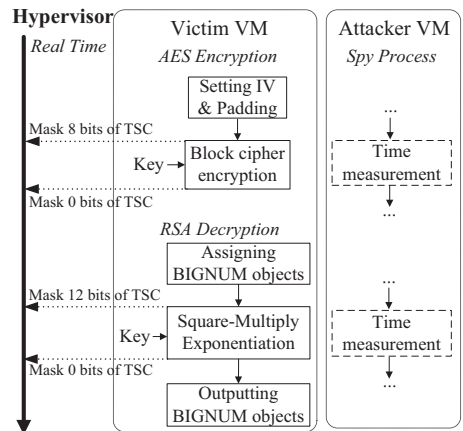 Hypervisor
Real Time
Victim VM
AES Encryption
Setting IV
& Padding
Mask 8 bits of TSC
Key
Block cipher
encryption
Mask 0 bits of TSC
RSA Decryption
Assigning
BIGNUM objects
Mask 12 bits of TSC
Key
Square-Multiply
Exponentiation
Mask 0 bits of TSC
Outputting
BIGNUM objects
Attacker VM
Spy Process
...
Time
measurement
...
...
Time
measurement
...